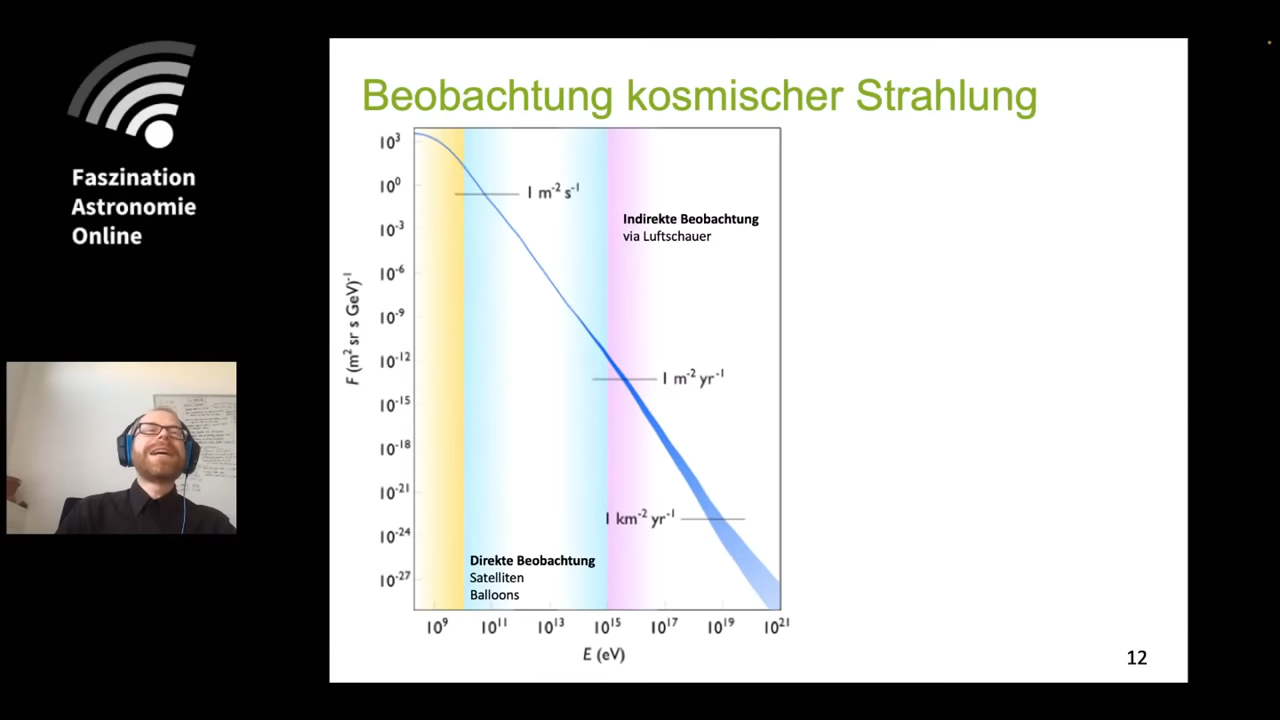 Faszination
Astronomie
Online
Beobachtung kosmischer Strahlung
10³
10⁰
10⁻³
10⁻⁶
10⁻⁹
10⁻¹²
10⁻¹⁵
10⁻¹⁸
10⁻²¹
10⁻²⁴
10⁻²⁷
F (m² sr s GeV)⁻¹
1 m⁻² s⁻¹
Indirekte Beobachtung
via Luftschauer
1 m⁻² yr⁻¹
1 km⁻² yr⁻¹
Direkte Beobachtung
Satelliten
Balloons
10⁹ 10¹¹ 10¹³ 10¹⁵ 10¹⁷ 10¹⁹ 10²¹
E (eV)
12